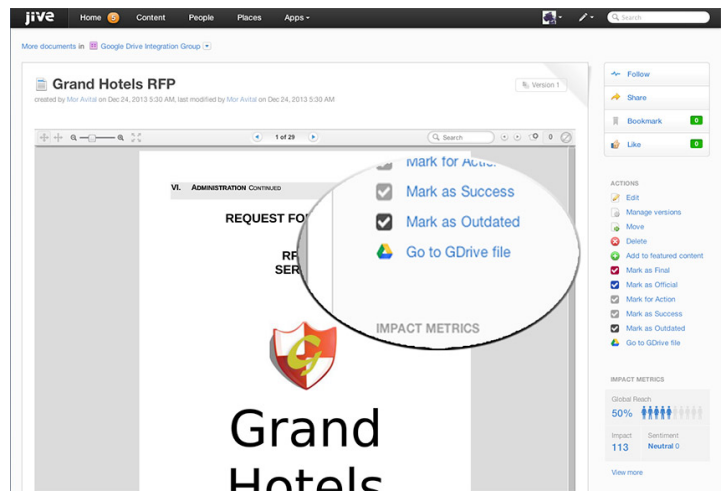 jive Home 5 Content People Places Apps Search
More documents in Google Drive Integration Group
Grand Hotels RFP
Version 1
created by Mor Avital on Dec 24, 2013 5:30 AM, last modified by Mor Avital on Dec 24, 2013 5:30 AM
1 of 29 Search 0
VI. ADMINISTRATION CONTINUED
REQUEST FO
RF
SER
Grand
Hotels
Mark for Action
Mark as Success
Mark as Outdated
Go to GDrive file
IMPACT METRICS
Follow
Share
Bookmark 0
Like 0
ACTIONS
Edit
Manage versions
Move
Delete
Add to featured content
Mark as Final
Mark as Official
Mark for Action
Mark as Success
Mark as Outdated
Go to GDrive file
IMPACT METRICS
Global Reach
50%
Impact Sentiment
113 Neutral 0
View more